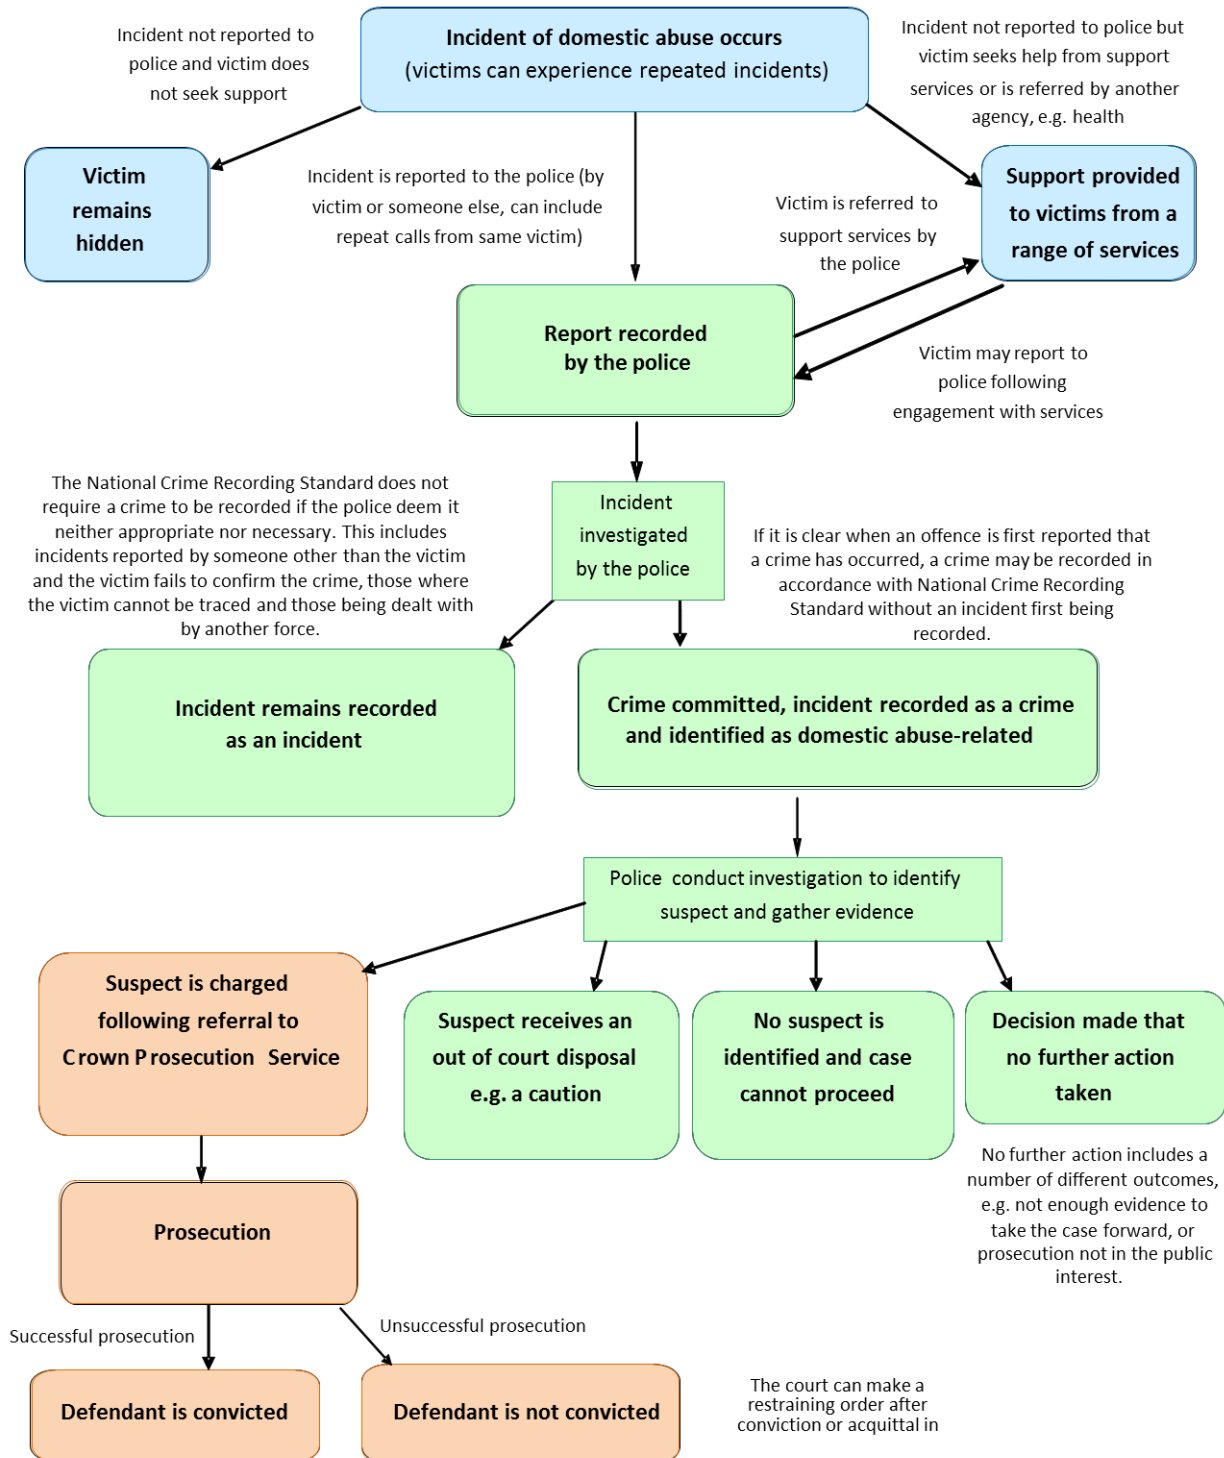 Incident not reported to
police and victim does
not seek support
Incident of domestic abuse occurs
(victims can experience repeated incidents)
Incident not reported to police but
victim seeks help from support
services or is referred by another
agency, e.g. health
Victim
remains
hidden
Incident is reported to the police (by
victim or someone else, can include
repeat calls from same victim)
Victim is referred to
support services by
the police
Support provided
to victims from a
range of services
Report recorded
by the police
Victim may report to
police following
engagement with services
The National Crime Recording Standard does not
require a crime to be recorded if the police deem it
neither appropriate nor necessary. This includes
incidents reported by someone other than the victim
and the victim fails to confirm the crime, those where
the victim cannot be traced and those being dealt with
by another force.
Incident
investigated
by the police
If it is clear when an offence is first reported that
a crime has occurred, a crime may be recorded in
accordance with National Crime Recording
Standard without an incident first being
recorded.
Incident remains recorded
as an incident
Crime committed, incident recorded as a crime
and identified as domestic abuse-related
Police conduct investigation to identify
suspect and gather evidence
Suspect is charged
following referral to
Crown Prosecution Service
Suspect receives an
out of court disposal
e.g. a caution
No suspect is
identified and case
cannot proceed
Decision made that
no further action
taken
No further action includes a
number of different outcomes,
e.g. not enough evidence to
take the case forward, or
prosecution not in the public
interest.
Prosecution
Successful prosecution
Unsuccessful prosecution
Defendant is convicted
Defendant is not convicted
The court can make a
restraining order after
conviction or acquittal in